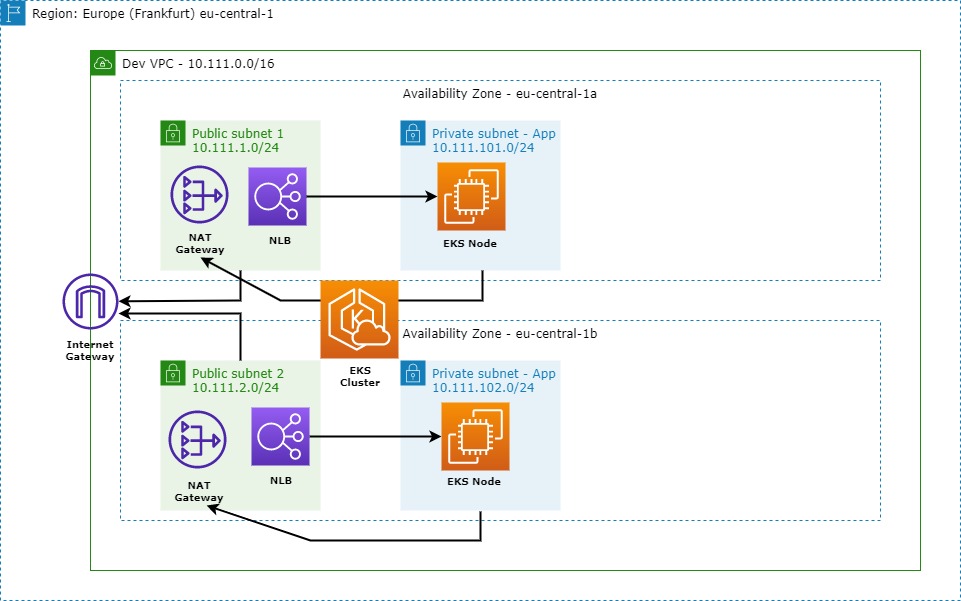 Region: Europe (Frankfurt) eu-central-1
Dev VPC - 10.111.0.0/16
Availability Zone - eu-central-1a
Public subnet 1
10.111.1.0/24
Private subnet - App
10.111.101.0/24
NAT
Gateway
NLB
EKS Node
Internet
Gateway
K
EKS
Cluster
Availability Zone - eu-central-1b
Public subnet 2
10.111.2.0/24
Private subnet - App
10.111.102.0/24
NAT
Gateway
NLB
EKS Node